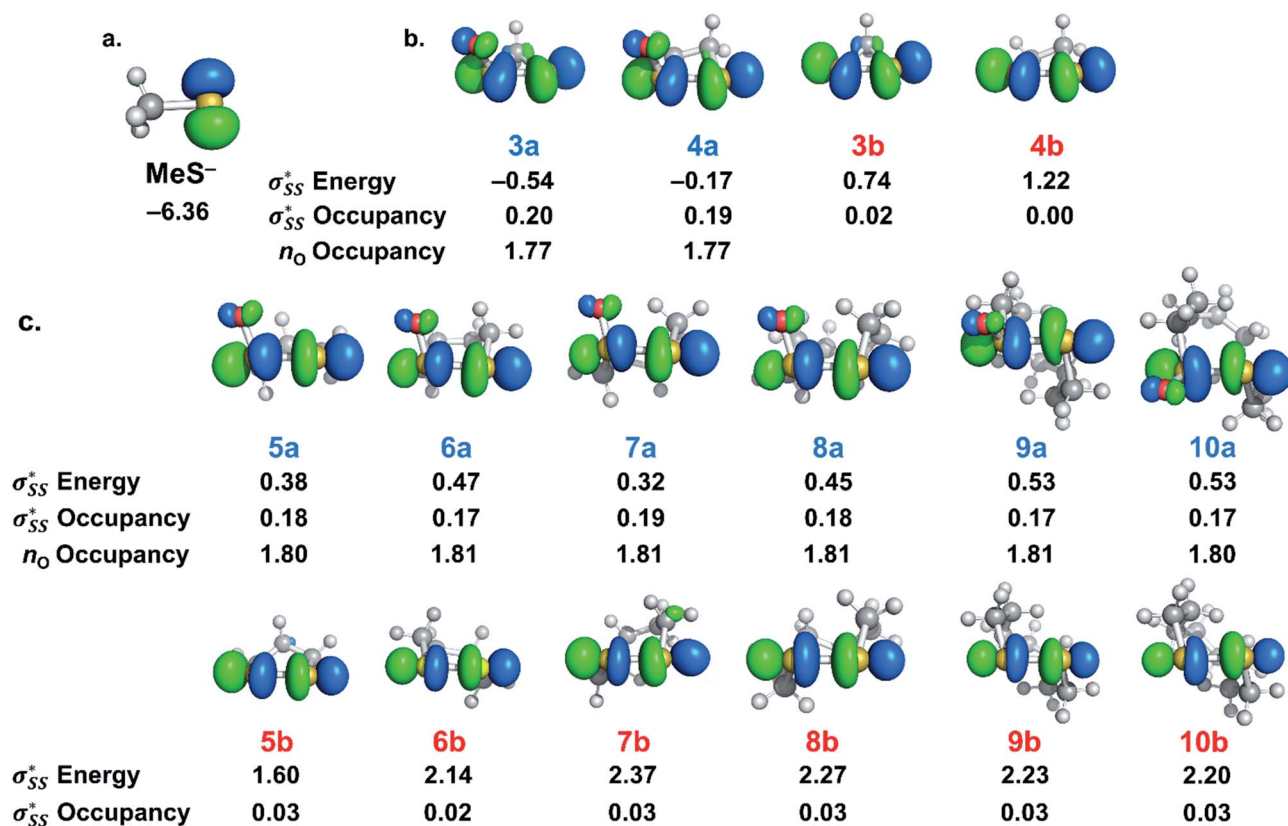 a.
b.
MeS⁻
−6.36
3a 4a 3b 4b
σ*SS Energy −0.54 −0.17 0.74 1.22
σ*SS Occupancy 0.20 0.19 0.02 0.00
nO Occupancy 1.77 1.77
c.
5a 6a 7a 8a 9a 10a
σ*SS Energy 0.38 0.47 0.32 0.45 0.53 0.53
σ*SS Occupancy 0.18 0.17 0.19 0.18 0.17 0.17
nO Occupancy 1.80 1.81 1.81 1.81 1.81 1.80
5b 6b 7b 8b 9b 10b
σ*SS Energy 1.60 2.14 2.37 2.27 2.23 2.20
σ*SS Occupancy 0.03 0.02 0.03 0.03 0.03 0.03